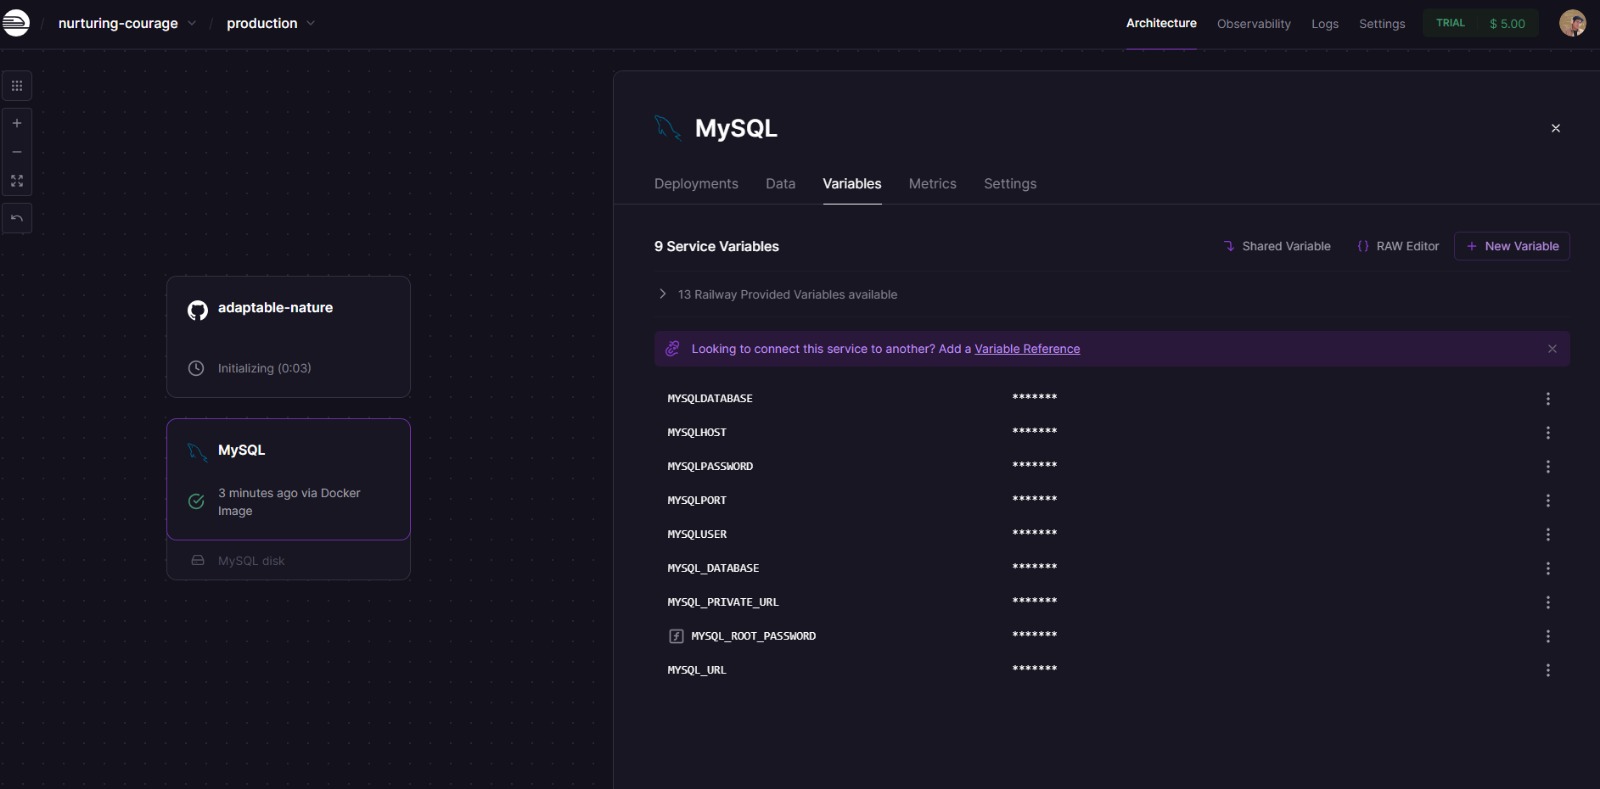 nurturing-courage
production
Architecture
Observability
Logs
Settings
TRIAL
$ 5.00
adaptable-nature
Initializing (0:03)
MySQL
3 minutes ago via Docker
Image
MySQL disk
MySQL
Deployments
Data
Variables
Metrics
Settings
9 Service Variables
Shared Variable
{} RAW Editor
+ New Variable
13 Railway Provided Variables available
Looking to connect this service to another? Add a Variable Reference
MYSQLDATABASE *******
MYSQLHOST *******
MYSQLPASSWORD *******
MYSQLPORT *******
MYSQLUSER *******
MYSQL_DATABASE *******
MYSQL_PRIVATE_URL *******
MYSQL_ROOT_PASSWORD *******
MYSQL_URL *******